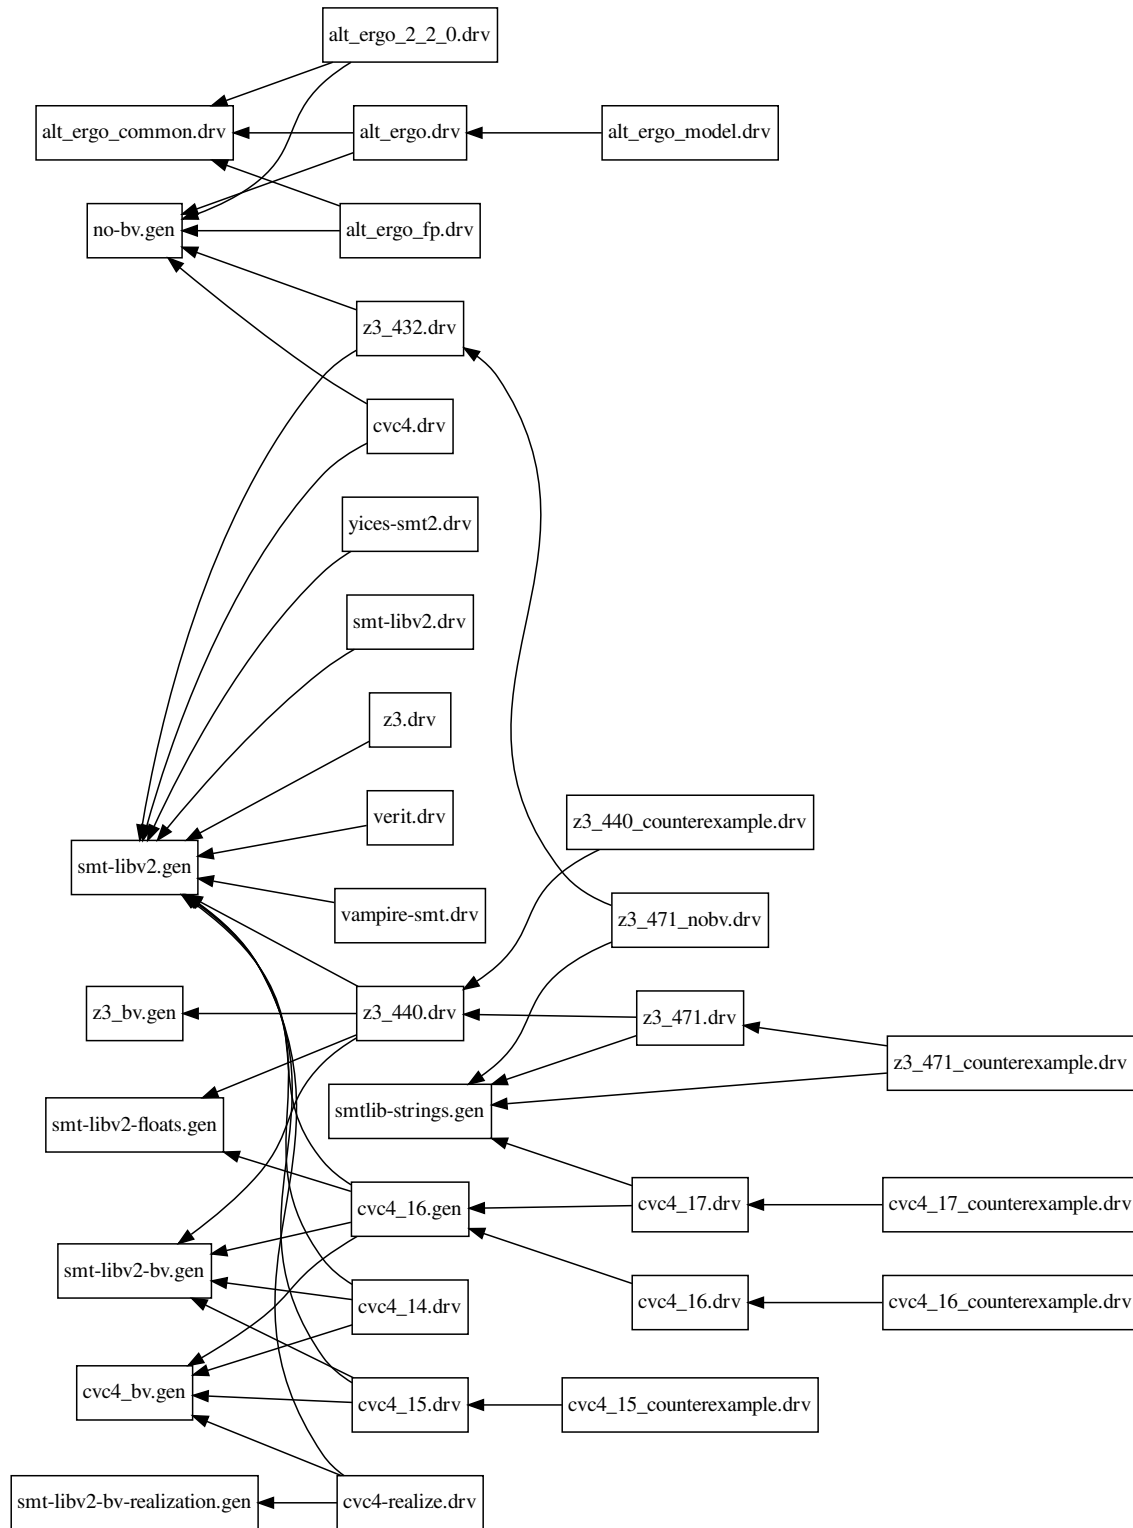 alt_ergo_2_2_0.drv
alt_ergo_common.drv
alt_ergo.drv
alt_ergo_model.drv
no-bv.gen
alt_ergo_fp.drv
z3_432.drv
cvc4.drv
yices-smt2.drv
smt-libv2.drv
z3.drv
verit.drv
z3_440_counterexample.drv
smt-libv2.gen
vampire-smt.drv
z3_471_nobv.drv
z3_bv.gen
z3_440.drv
z3_471.drv
z3_471_counterexample.drv
smt-libv2-floats.gen
smtlib-strings.gen
cvc4_16.gen
cvc4_17.drv
cvc4_17_counterexample.drv
smt-libv2-bv.gen
cvc4_14.drv
cvc4_16.drv
cvc4_16_counterexample.drv
cvc4_bv.gen
cvc4_15.drv
cvc4_15_counterexample.drv
smt-libv2-bv-realization.gen
cvc4-realize.drv